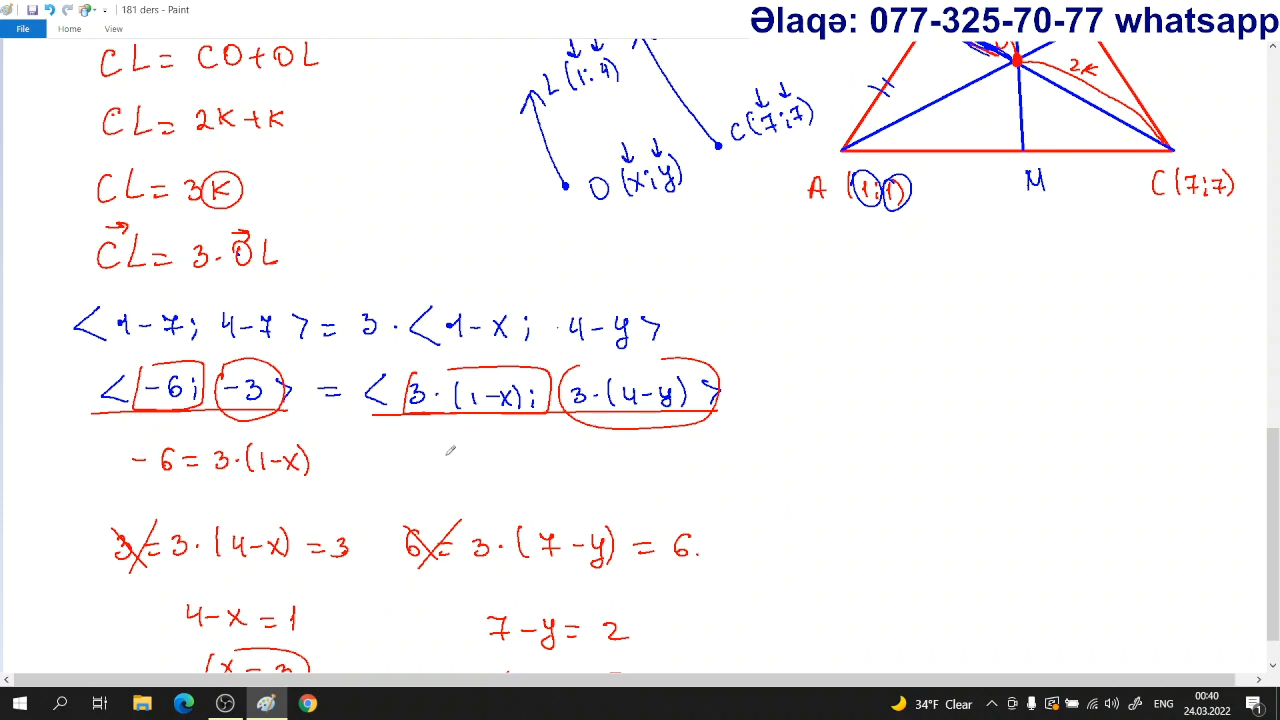 181 ders - Paint
Əlaqə: 077-325-70-77 whatsapp
File Home View
CL = CO + OL
L (1; 4)
2K
CL = 2K + K
C (7; 7)
CL = 3K
O (x; y)
A (1; 1)
M
C (7; 7)
CL = 3 · OL
< 1 - 7; 4 - 7 > = 3 · < 1 - x; 4 - y >
< -6; -3 > = < 3 · (1-x); 3 · (4-y) >
-6 = 3 · (1-x)
3 = 3 · (4-x) = 3
6 = 3 · (7-y) = 6.
4 - x = 1
7 - y = 2
34°F Clear
ENG
00:40
24.03.2022